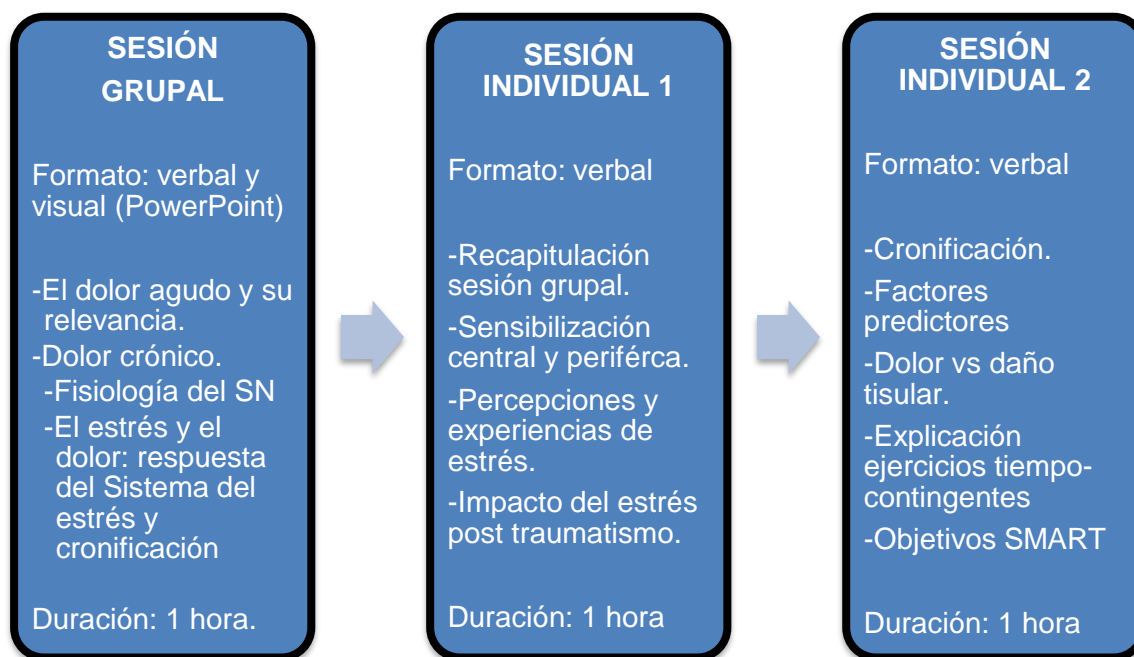 SESIÓN
GRUPAL
Formato: verbal y
visual (PowerPoint)
-El dolor agudo y su
relevancia.
-Dolor crónico.
-Fisiología del SN
-El estrés y el
dolor: respuesta
del Sistema del
estrés y
cronificación
Duración: 1 hora.
SESIÓN
INDIVIDUAL 1
Formato: verbal
-Recapitulación
sesión grupal.
-Sensibilización
central y periférca.
-Percepciones y
experiencias de
estrés.
-Impacto del estrés
post traumatismo.
Duración: 1 hora
SESIÓN
INDIVIDUAL 2
Formato: verbal
-Cronificación.
-Factores
predictores
-Dolor vs daño
tisular.
-Explicación
ejercicios tiempo-
contingentes
-Objetivos SMART
Duración: 1 hora